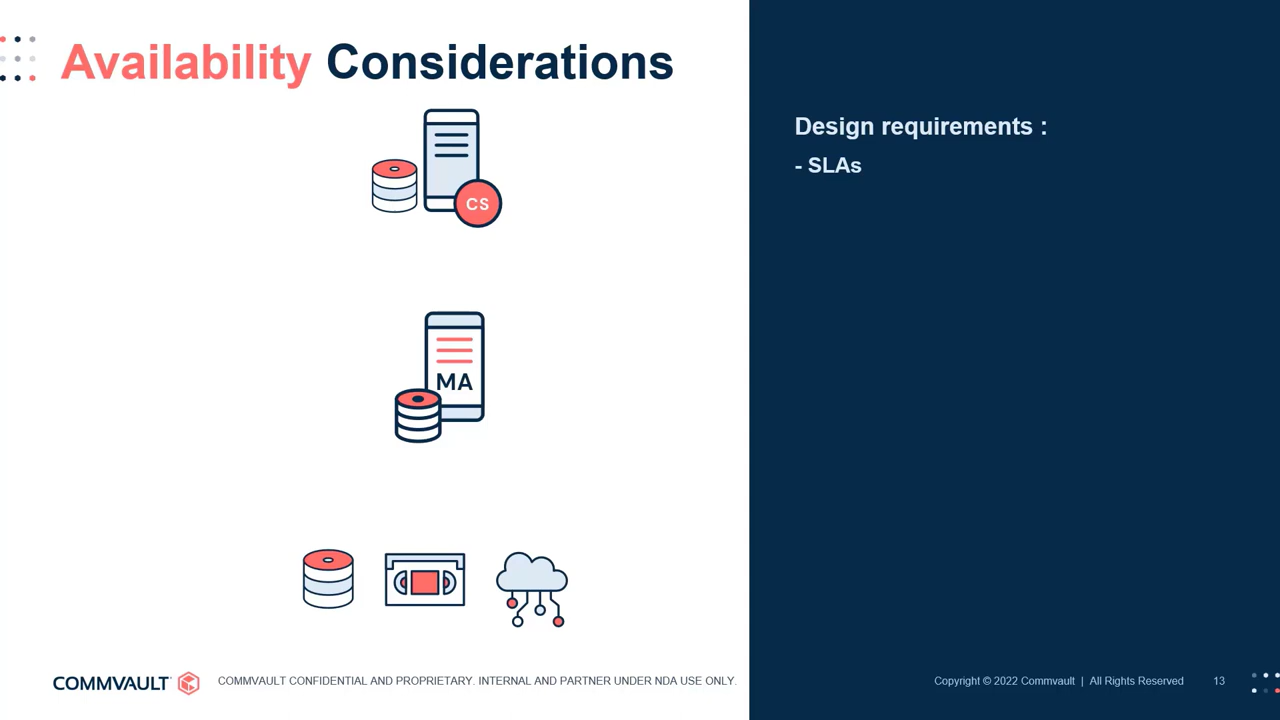 Availability Considerations
CS
MA
Design requirements :
- SLAs
COMMVAULT
COMMVAULT CONFIDENTIAL AND PROPRIETARY. INTERNAL AND PARTNER UNDER NDA USE ONLY.
Copyright © 2022 Commvault | All Rights Reserved
13